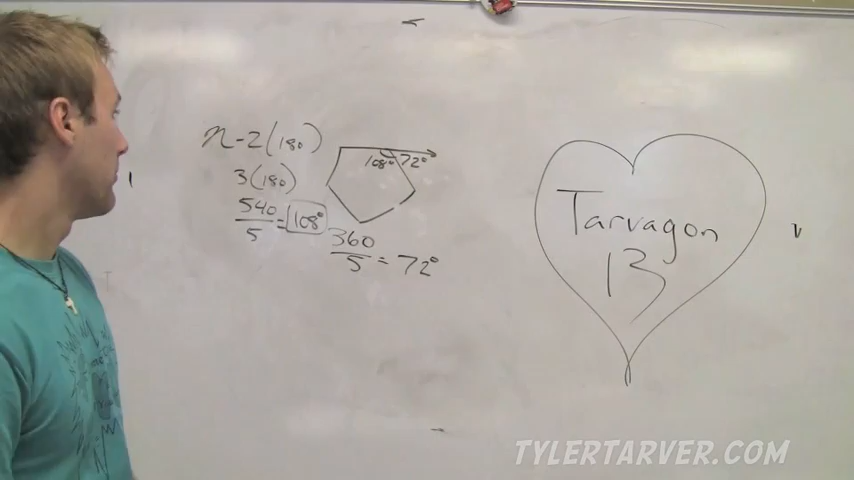 n-2(180)
3(180)
540/5 = 108°
108° 72°
360/5 = 72°
Tarvagon
13
TYLERTARVER.COM